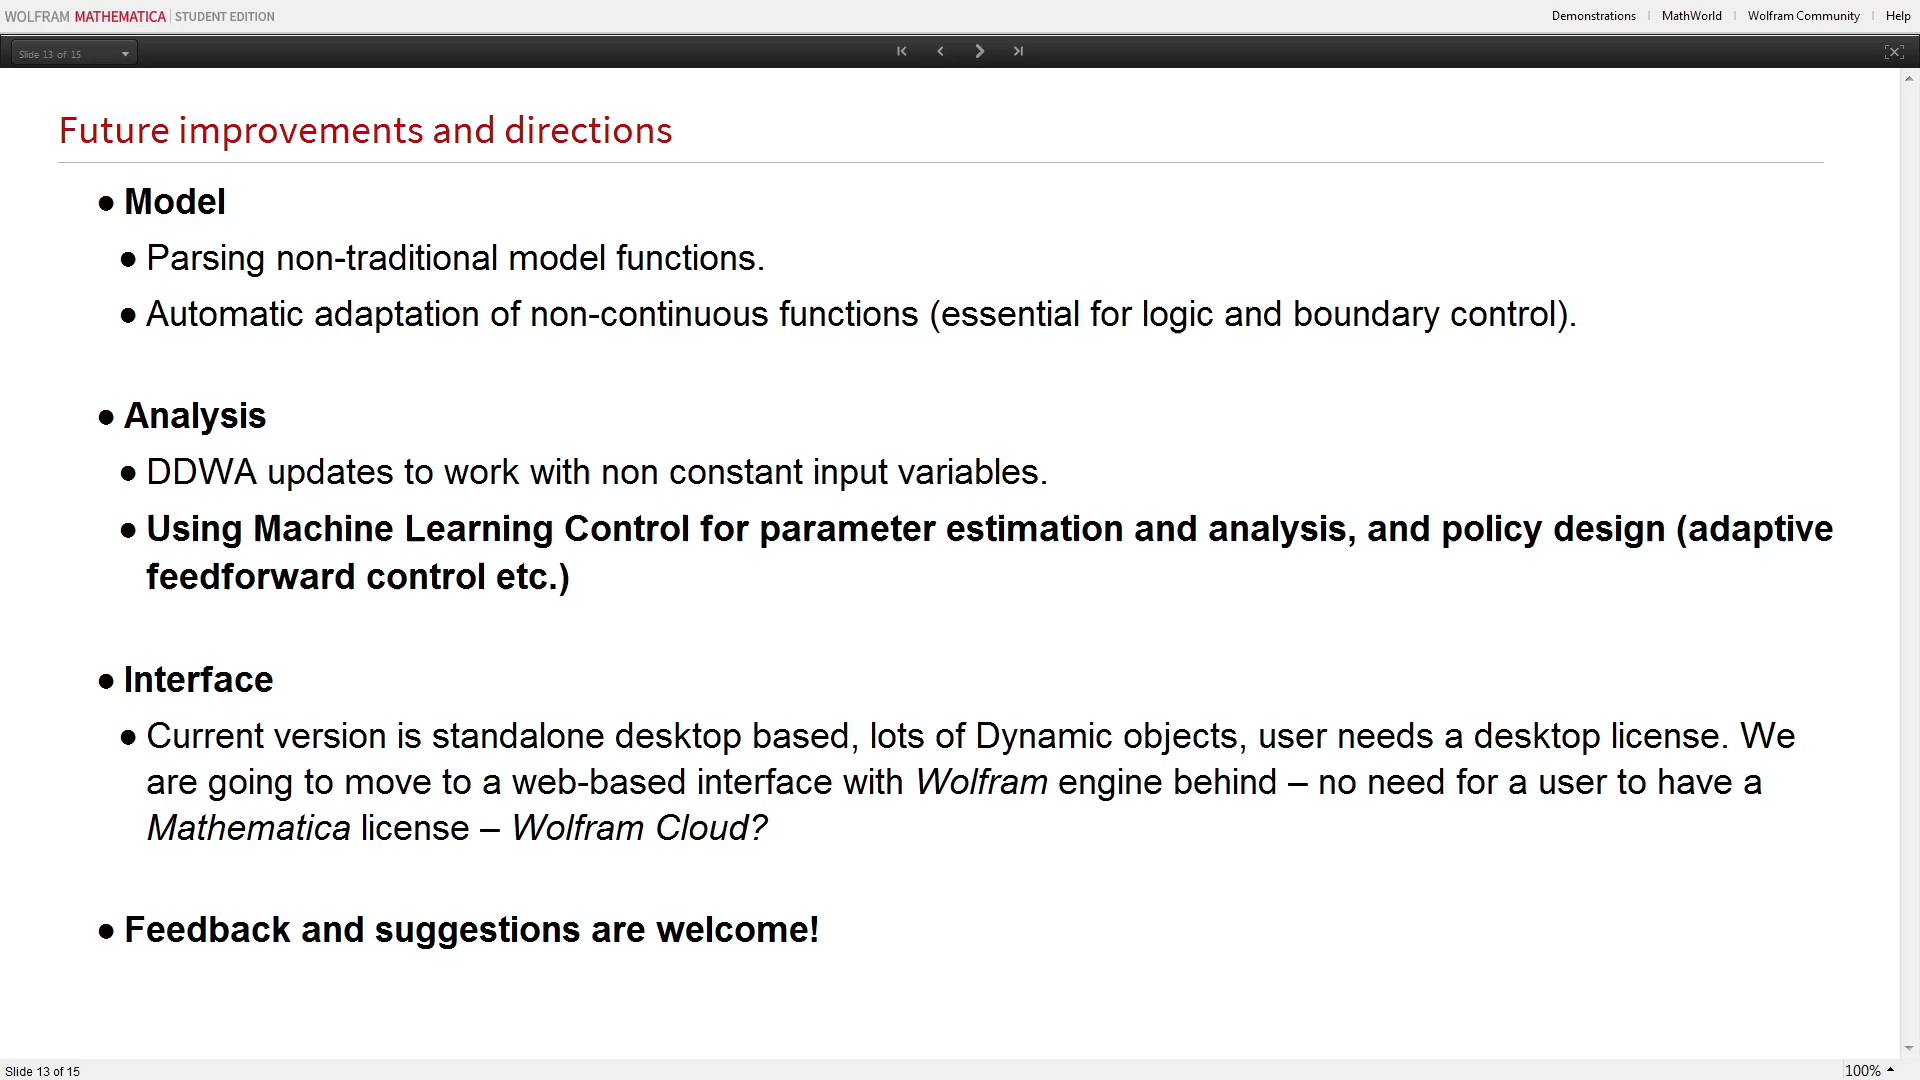 WOLFRAM MATHEMATICA | STUDENT EDITION
Demonstrations | MathWorld | Wolfram Community | Help
Slide 13 of 15
Future improvements and directions
● Model
● Parsing non-traditional model functions.
● Automatic adaptation of non-continuous functions (essential for logic and boundary control).
● Analysis
● DDWA updates to work with non constant input variables.
● Using Machine Learning Control for parameter estimation and analysis, and policy design (adaptive
feedforward control etc.)
● Interface
● Current version is standalone desktop based, lots of Dynamic objects, user needs a desktop license. We
are going to move to a web-based interface with Wolfram engine behind – no need for a user to have a
Mathematica license – Wolfram Cloud?
● Feedback and suggestions are welcome!
Slide 13 of 15
100%